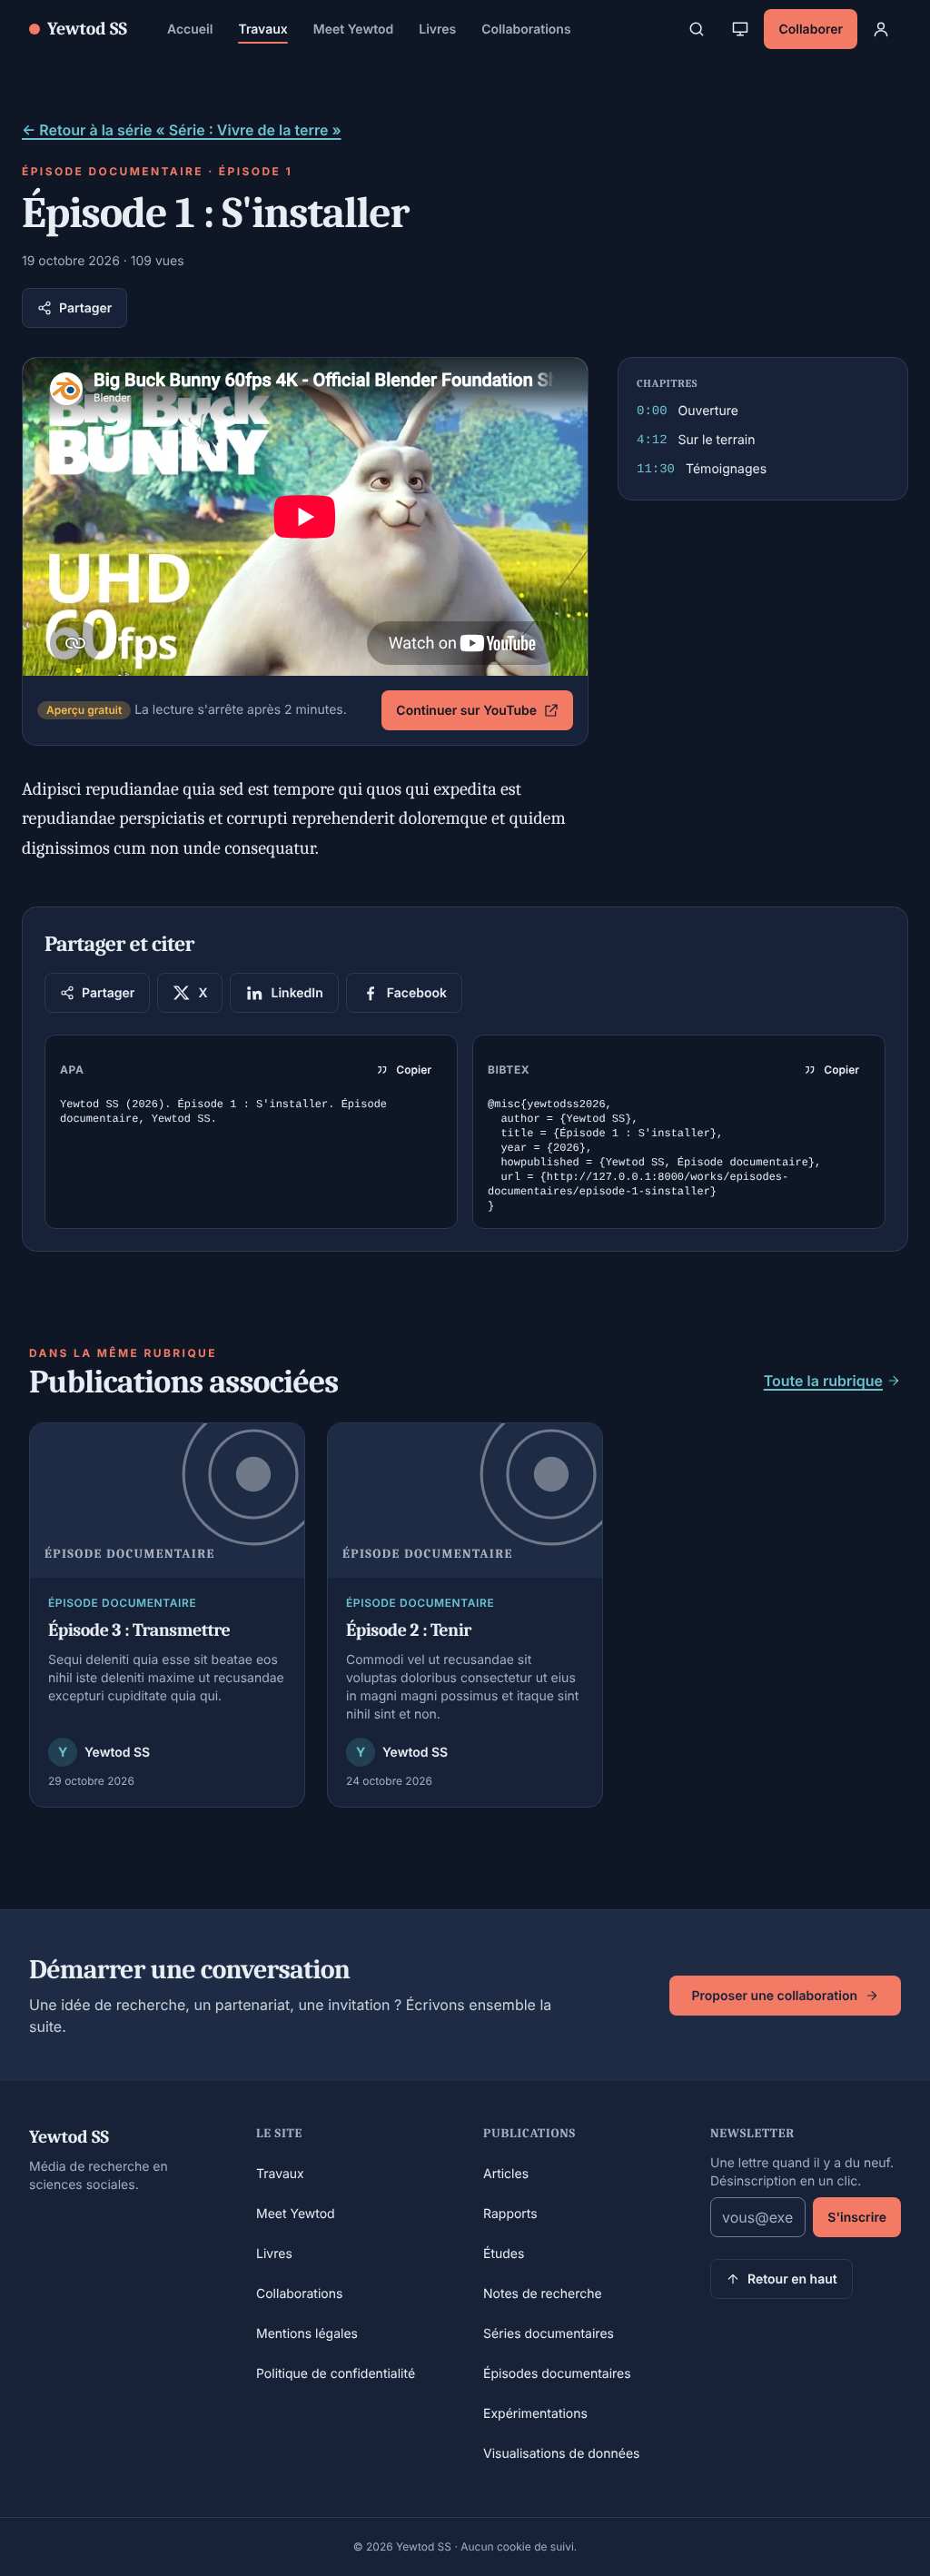 Yewtod SS
Accueil
Travaux
Meet Yewtod
Livres
Collaborations
Collaborer
← Retour à la série « Série : Vivre de la terre »
ÉPISODE DOCUMENTAIRE · ÉPISODE 1
Épisode 1 : S'installer
19 octobre 2026 · 109 vues
Partager
Big Buck Bunny 60fps 4K - Official Blender Foundation
Blender
Big Buck
BUNNY
UHD
60fps
Watch on YouTube
Aperçu gratuit La lecture s'arrête après 2 minutes.
Continuer sur YouTube
CHAPITRES
0:00 Ouverture
4:12 Sur le terrain
11:30 Témoignages
Adipisci repudiandae quia sed est tempore qui quos qui expedita est
repudiandae perspiciatis et corrupti reprehenderit doloremque et quidem
dignissimos cum non unde consequatur.
Partager et citer
Partager
X
LinkedIn
Facebook
APA
Copier
Yewtod SS (2026). Épisode 1 : S'installer. Épisode
documentaire, Yewtod SS.
BIBTEX
Copier
@misc{yewtodss2026,
author = {Yewtod SS},
title = {Épisode 1 : S'installer},
year = {2026},
howpublished = {Yewtod SS, Épisode documentaire},
url = {http://127.0.0.1:8000/works/episodes-
documentaires/episode-1-sinstaller}
}
DANS LA MÊME RUBRIQUE
Publications associées
Toute la rubrique →
ÉPISODE DOCUMENTAIRE
ÉPISODE DOCUMENTAIRE
Épisode 3 : Transmettre
Sequi deleniti quia esse sit beatae eos
nihil iste deleniti maxime ut recusandae
excepturi cupiditate quia qui.
Y Yewtod SS
29 octobre 2026
ÉPISODE DOCUMENTAIRE
ÉPISODE DOCUMENTAIRE
Épisode 2 : Tenir
Commodi vel ut recusandae sit
voluptas doloribus consectetur ut eius
in magni magni possimus et itaque sint
nihil sint et non.
Y Yewtod SS
24 octobre 2026
Démarrer une conversation
Une idée de recherche, un partenariat, une invitation ? Écrivons ensemble la
suite.
Proposer une collaboration →
Yewtod SS
Média de recherche en
sciences sociales.
LE SITE
Travaux
Meet Yewtod
Livres
Collaborations
Mentions légales
Politique de confidentialité
PUBLICATIONS
Articles
Rapports
Études
Notes de recherche
Séries documentaires
Épisodes documentaires
Expérimentations
Visualisations de données
NEWSLETTER
Une lettre quand il y a du neuf.
Désinscription en un clic.
vous@exe
S'inscrire
↑ Retour en haut
© 2026 Yewtod SS · Aucun cookie de suivi.